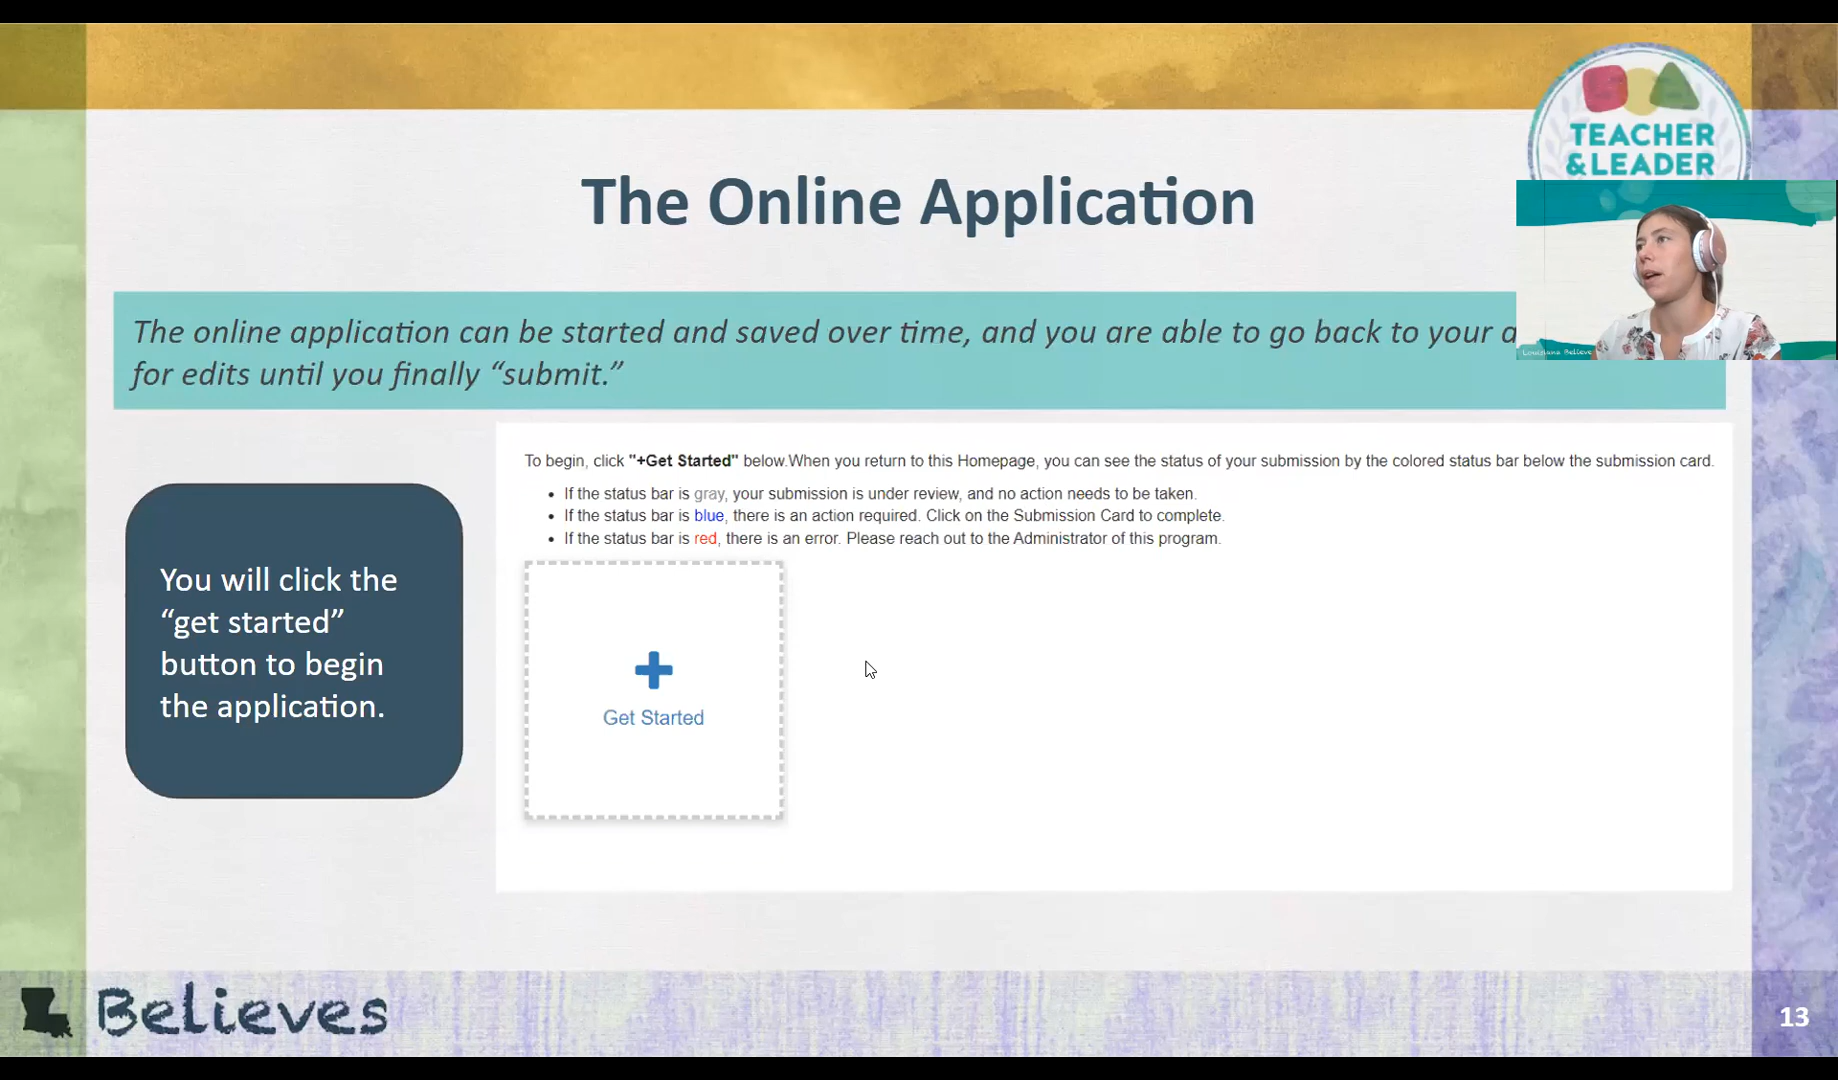 TEACHER
&LEADER
The Online Application
The online application can be started and saved over time, and you are able to go back to your
for edits until you finally “submit.”
Louisiana Believe
To begin, click "+Get Started" below.When you return to this Homepage, you can see the status of your submission by the colored status bar below the submission card.
• If the status bar is gray, your submission is under review, and no action needs to be taken.
• If the status bar is blue, there is an action required. Click on the Submission Card to complete.
• If the status bar is red, there is an error. Please reach out to the Administrator of this program.
You will click the
“get started”
button to begin
the application.
Get Started
Believes
13